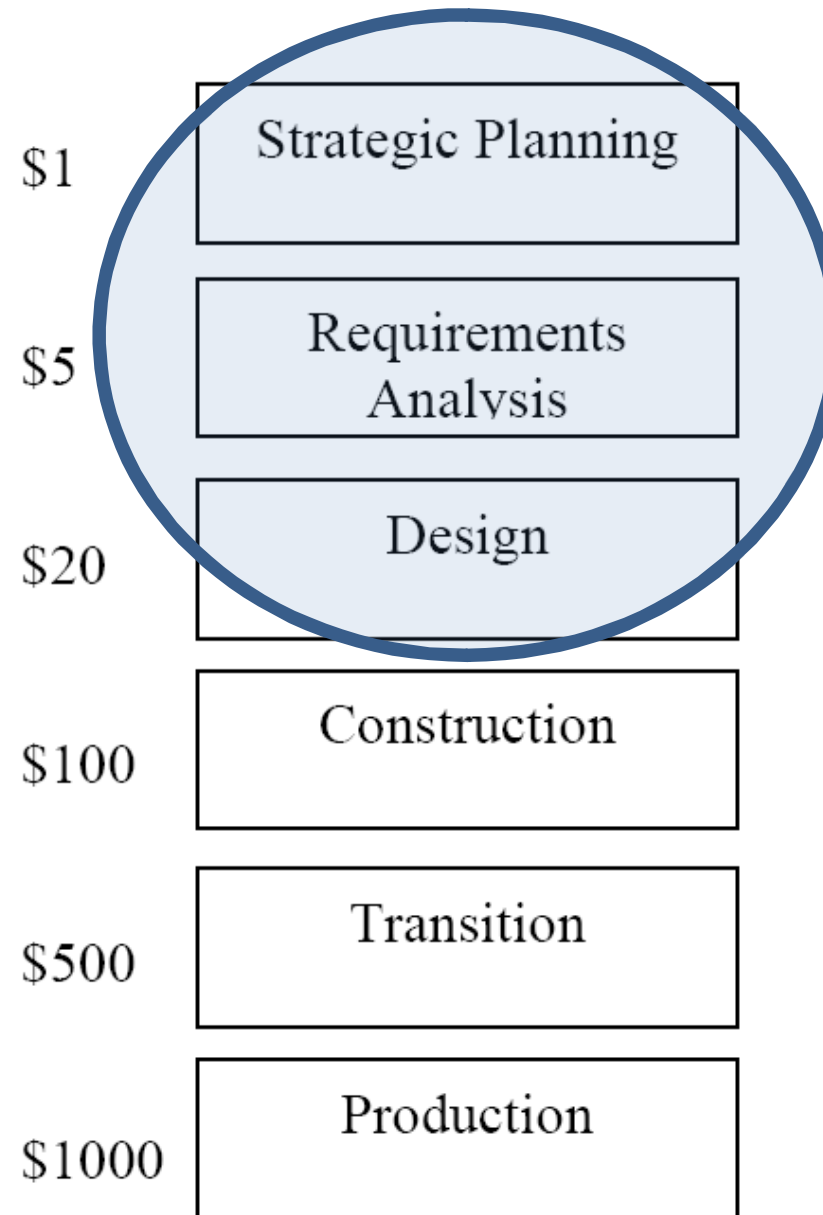 $1
Strategic Planning
$5
Requirements
Analysis
$20
Design
$100
Construction
$500
Transition
$1000
Production